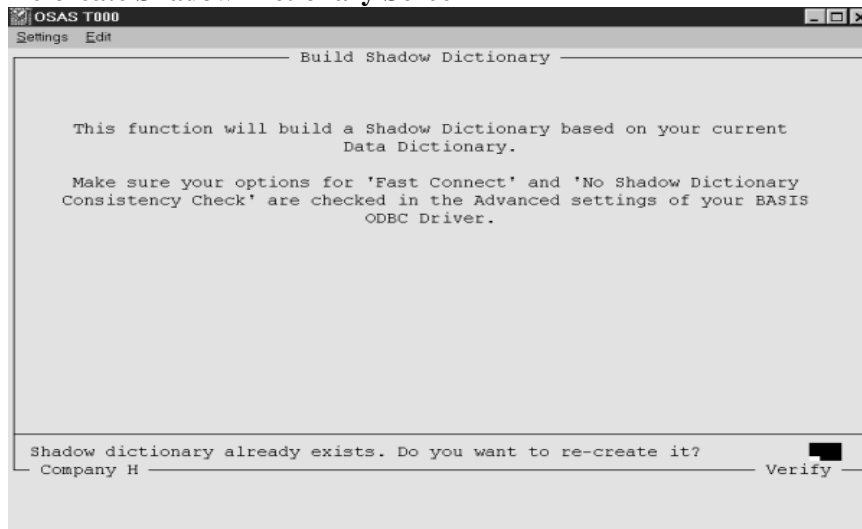 OSAS T000
Settings Edit
Build Shadow Dictionary
This function will build a Shadow Dictionary based on your current
Data Dictionary.
Make sure your options for 'Fast Connect' and 'No Shadow Dictionary
Consistency Check' are checked in the Advanced settings of your BASIS
ODBC Driver.
Shadow dictionary already exists. Do you want to re-create it?
Company H
Verify